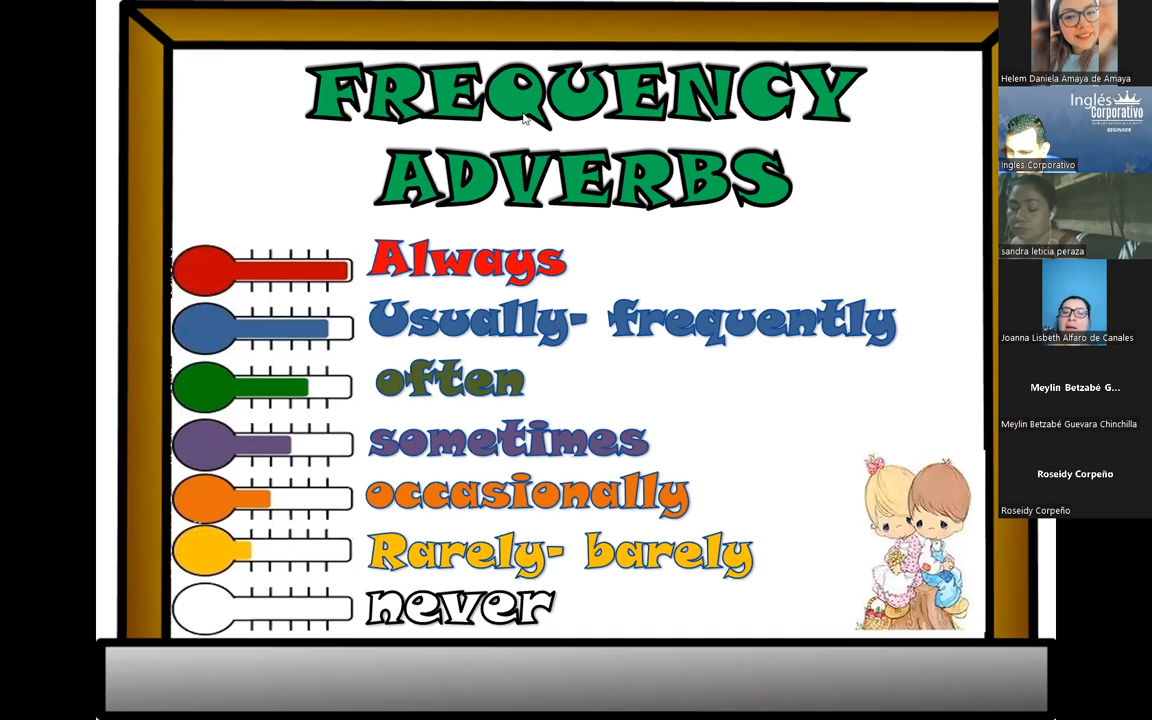 FREQUENCY
ADVERBS
Always
Usually- frequently
often
sometimes
occasionally
Rarely- barely
never
Helem Daniela Amaya de Amaya
Inglés
Corporativo
BEGINNER
Ingles Corporativo
sandra leticia peraza
Joanna Lisbeth Alfaro de Canales
Meylin Betzabé G...
Meylin Betzabé Guevara Chinchilla
Roseidy Corpeño
Roseidy Corpeño